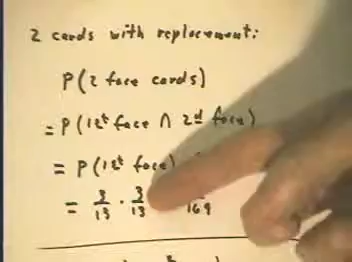 2 cards with replacement:
P(2 face cards)
= P(1st face ∩ 2nd face)
= P(1st face)
= 3/13 · 3/13 169